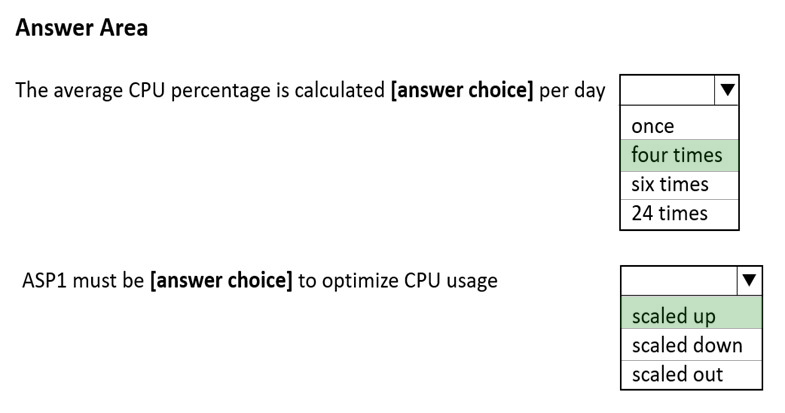 Answer Area
The average CPU percentage is calculated [answer choice] per day
once
four times
six times
24 times
ASP1 must be [answer choice] to optimize CPU usage
scaled up
scaled down
scaled out